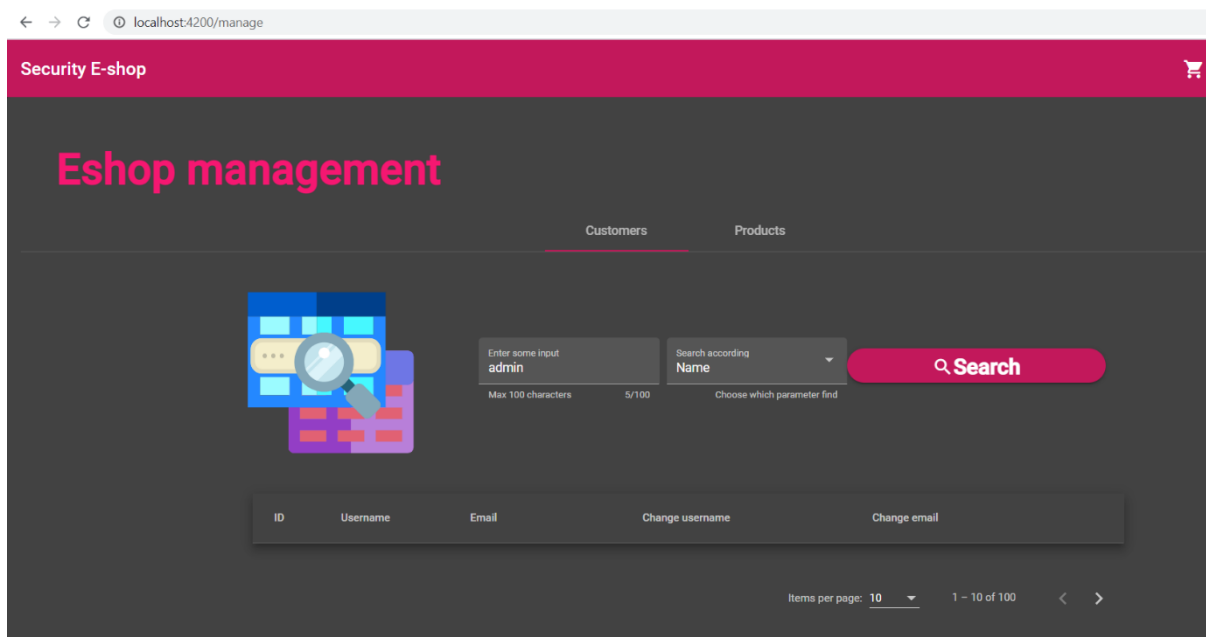 localhost:4200/manage
Security E-shop
Eshop management
Customers Products
Enter some input
admin
Max 100 characters 5/100
Search according
Name
Choose which parameter find
Search
ID Username Email Change username Change email
Items per page: 10 1 – 10 of 100